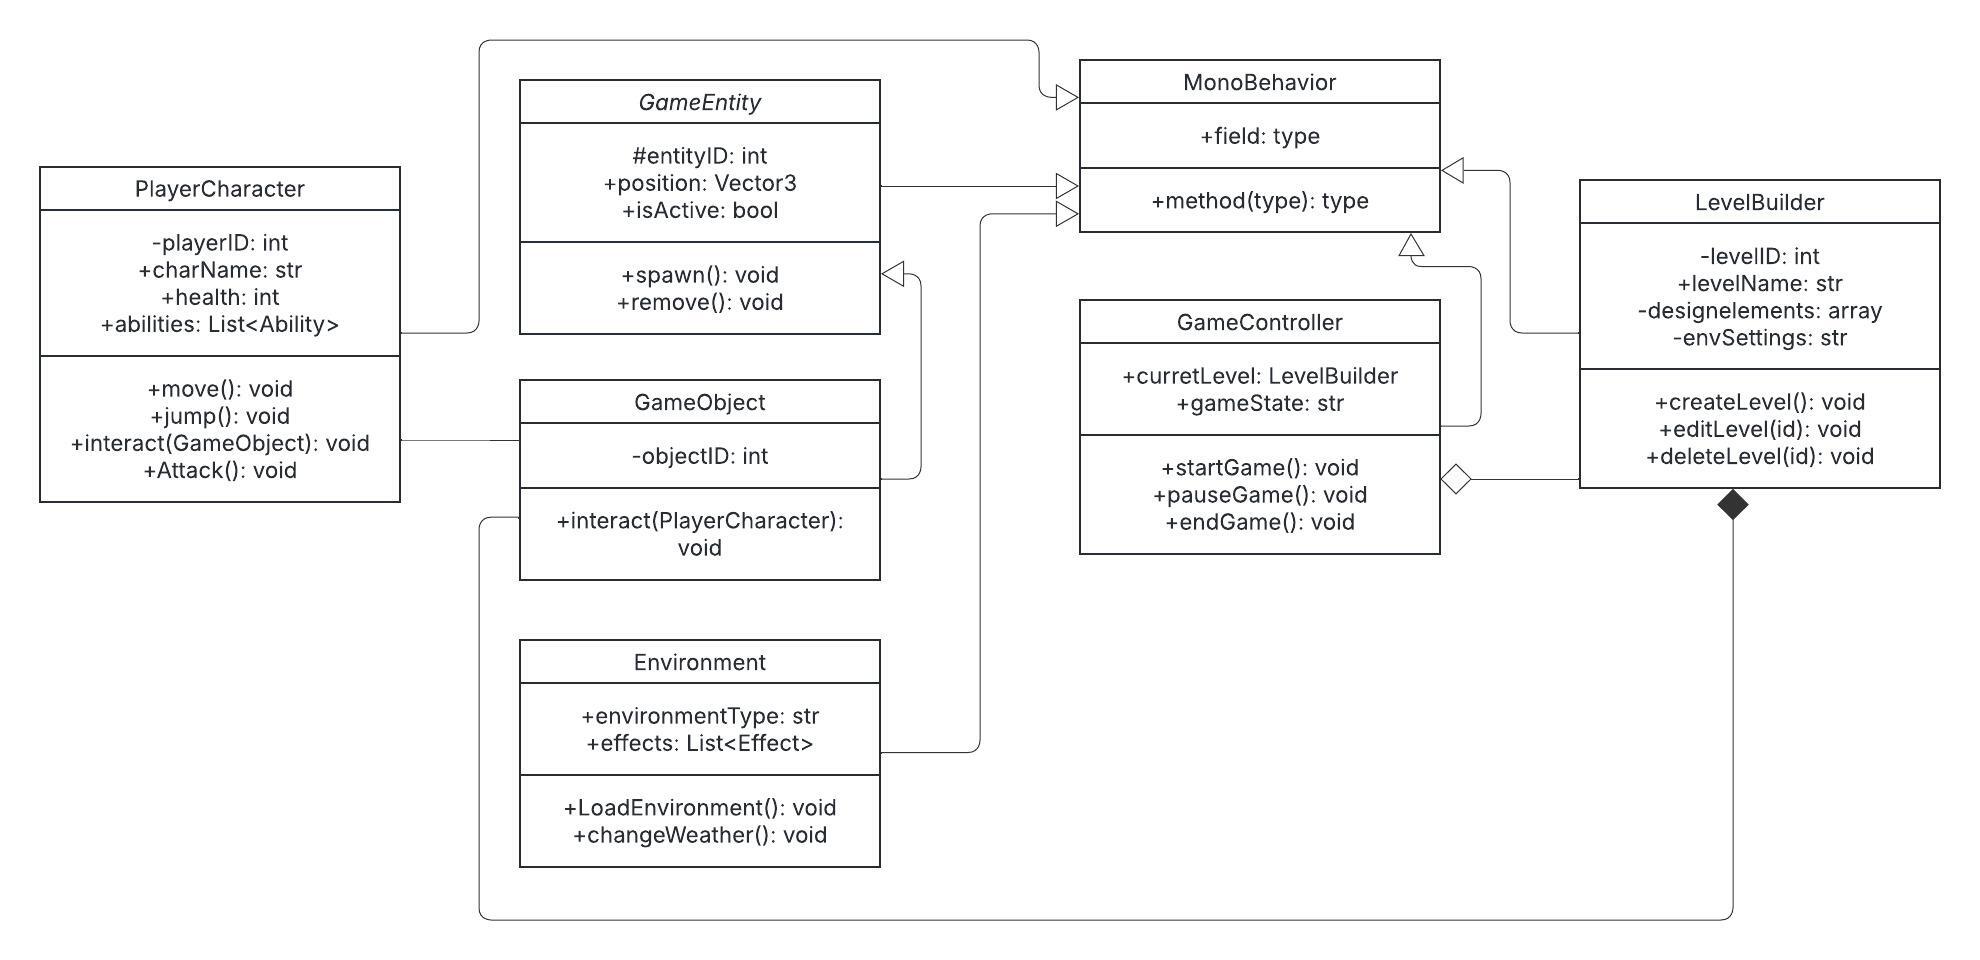 PlayerCharacter
-playerID: int
+charName: str
+health: int
+abilities: List<Ability>
+move(): void
+jump(): void
+interact(GameObject): void
+Attack(): void
GameEntity
#entityID: int
+position: Vector3
+isActive: bool
+spawn(): void
+remove(): void
GameObject
-objectID: int
+interact(PlayerCharacter):
void
Environment
+environmentType: str
+effects: List<Effect>
+LoadEnvironment(): void
+changeWeather(): void
MonoBehavior
+field: type
+method(type): type
GameController
+curretLevel: LevelBuilder
+gameState: str
+startGame(): void
+pauseGame(): void
+endGame(): void
LevelBuilder
-levelID: int
+levelName: str
-designelements: array
-envSettings: str
+createLevel(): void
+editLevel(id): void
+deleteLevel(id): void